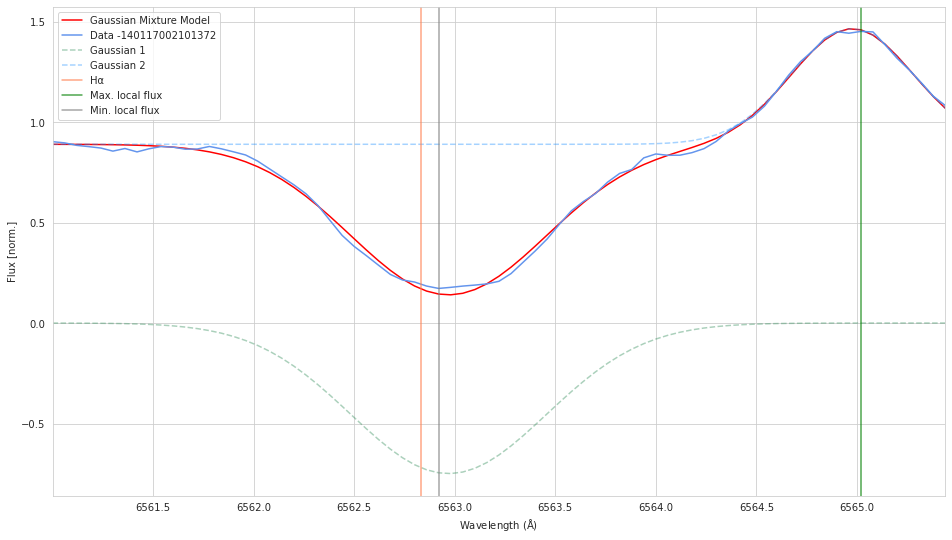 Gaussian Mixture Model
Data -140117002101372
Gaussian 1
Gaussian 2
Hα
Max. local flux
Min. local flux
1.5
1.0
0.5
0.0
−0.5
Flux [norm.]
6561.5 6562.0 6562.5 6563.0 6563.5 6564.0 6564.5 6565.0
Wavelength (Å)